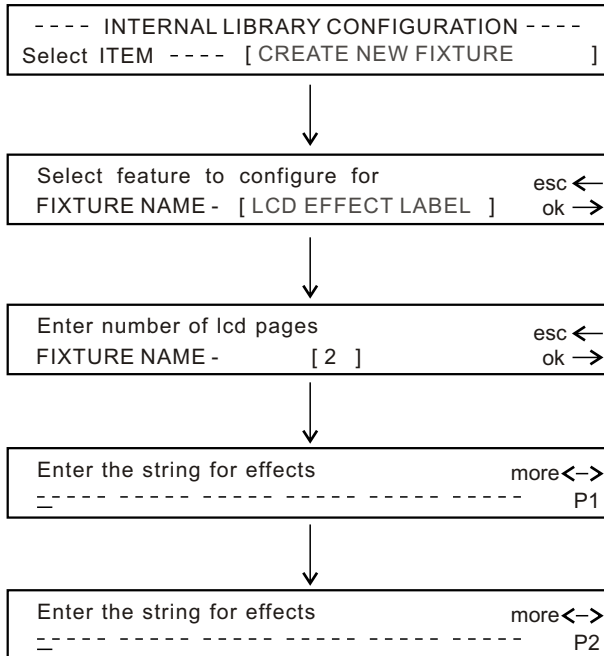 ---- INTERNAL LIBRARY CONFIGURATION ----
Select ITEM ---- [ CREATE NEW FIXTURE ]
Select feature to configure for esc ←
FIXTURE NAME - [ LCD EFFECT LABEL ] ok →
Enter number of lcd pages esc ←
FIXTURE NAME - [ 2 ] ok →
Enter the string for effects more <–>
_----- ----- ----- ----- ----- ----- P1
Enter the string for effects more <–>
_----- ----- ----- ----- ----- ----- P2